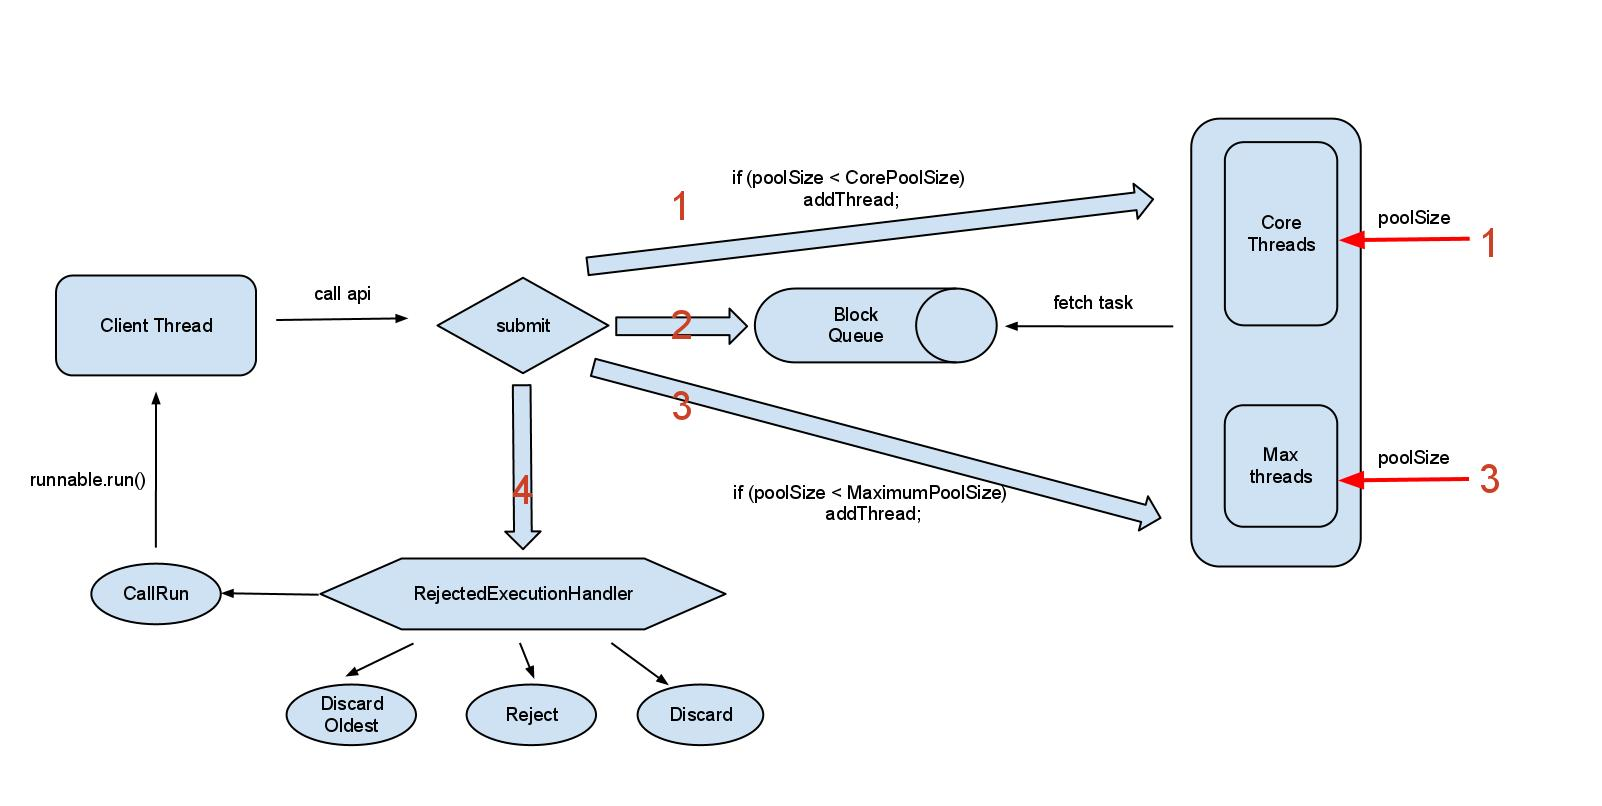 if (poolSize < CorePoolSize)
addThread;
1
Core
Threads
poolSize
1
Client Thread
call api
submit
2
Block
Queue
fetch task
3
if (poolSize < MaximumPoolSize)
addThread;
Max
threads
poolSize
3
4
runnable.run()
CallRun
RejectedExecutionHandler
Discard
Oldest
Reject
Discard